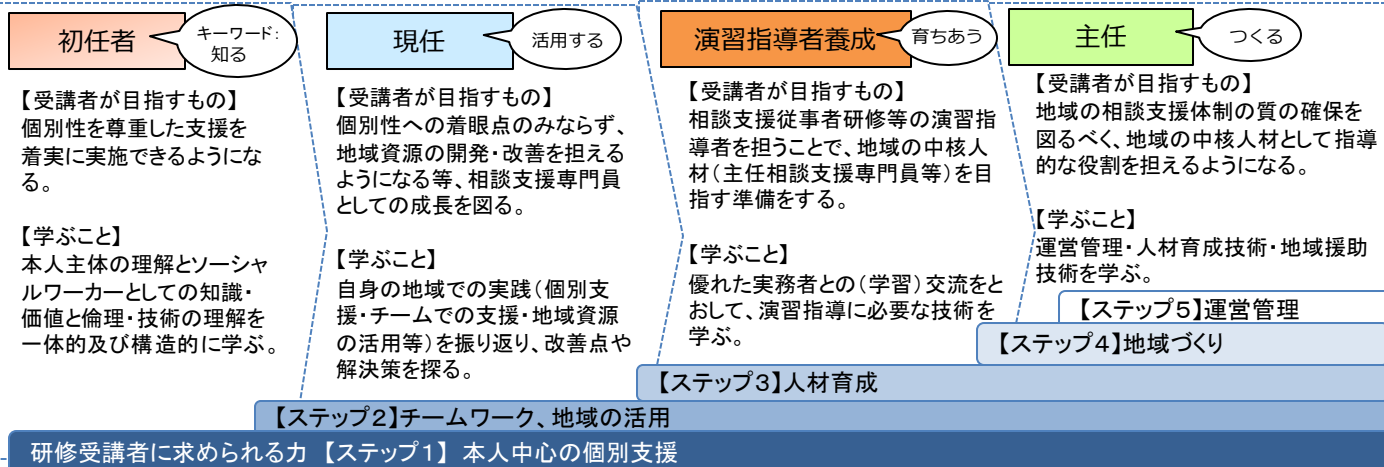 初任者
キーワード:
知る
【受講者が目指すもの】
個別性を尊重した支援を
着実に実施できるようにな
る。
【学ぶこと】
本人主体の理解とソーシャ
ルワーカーとしての知識・
価値と倫理・技術の理解を
一体的及び構造的に学ぶ。
現任
活用する
【受講者が目指すもの】
個別性への着眼点のみならず、
地域資源の開発・改善を担える
ようになる等、相談支援専門員
としての成長を図る。
【学ぶこと】
自身の地域での実践（個別支
援・チームでの支援・地域資源
の活用等）を振り返り、改善点や
解決策を探る。
演習指導者養成
育ちあう
【受講者が目指すもの】
相談支援従事者研修等の演習指
導者を担うことで、地域の中核人
材（主任相談支援専門員等）を目
指す準備をする。
【学ぶこと】
優れた実務者との（学習）交流をと
おして、演習指導に必要な技術を
学ぶ。
主任
つくる
【受講者が目指すもの】
地域の相談支援体制の質の確保を
図るべく、地域の中核人材として指導
的な役割を担えるようになる。
【学ぶこと】
運営管理・人材育成技術・地域援助
技術を学ぶ。
【ステップ５】運営管理
【ステップ４】地域づくり
【ステップ３】人材育成
【ステップ２】チームワーク、地域の活用
研修受講者に求められる力 【ステップ１】 本人中心の個別支援